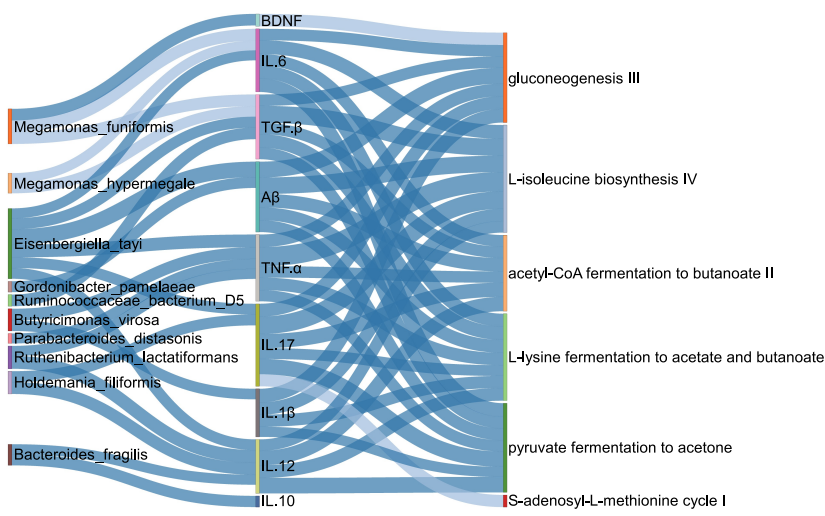 Megamonas_funiformis
Megamonas_hypermegale
Eisenbergiella_tayi
Gordonibacter_pamelaeae
Ruminococcaceae_bacterium_D5
Butyricimonas_virosa
Parabacteroides_distasonis
Ruthenibacterium_lactatiformans
Holdemania_filiformis
Bacteroides_fragilis
BDNF
IL.6
TGF.β
Aβ
TNF.α
IL.17
IL.1β
IL.12
IL.10
gluconeogenesis III
L-isoleucine biosynthesis IV
acetyl-CoA fermentation to butanoate II
L-lysine fermentation to acetate and butanoate
pyruvate fermentation to acetone
S-adenosyl-L-methionine cycle I